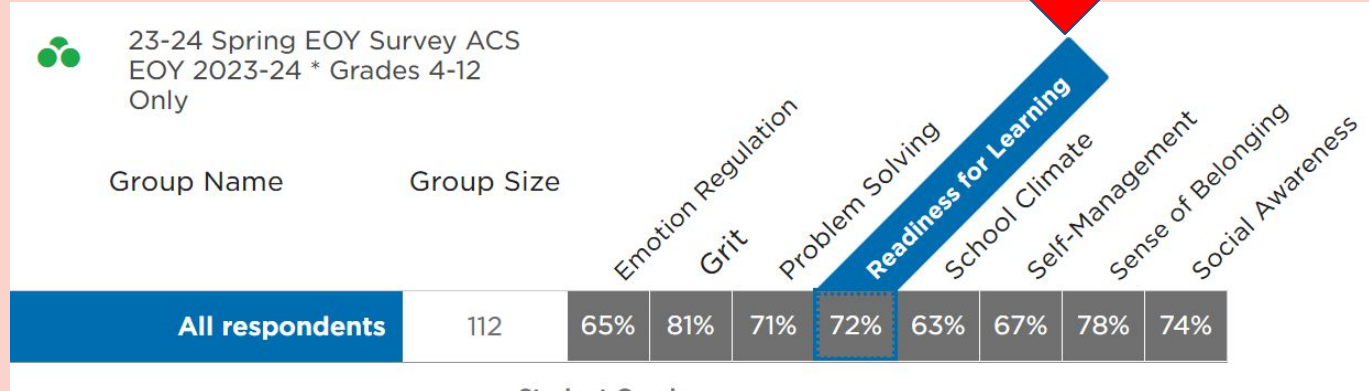 23-24 Spring EOY Survey ACS
EOY 2023-24 * Grades 4-12
Only
Group Name Group Size
Emotion Regulation
Grit
Problem Solving
Readiness for Learning
School Climate
Self-Management
Sense of Belonging
Social Awareness
All respondents 112 65% 81% 71% 72% 63% 67% 78% 74%